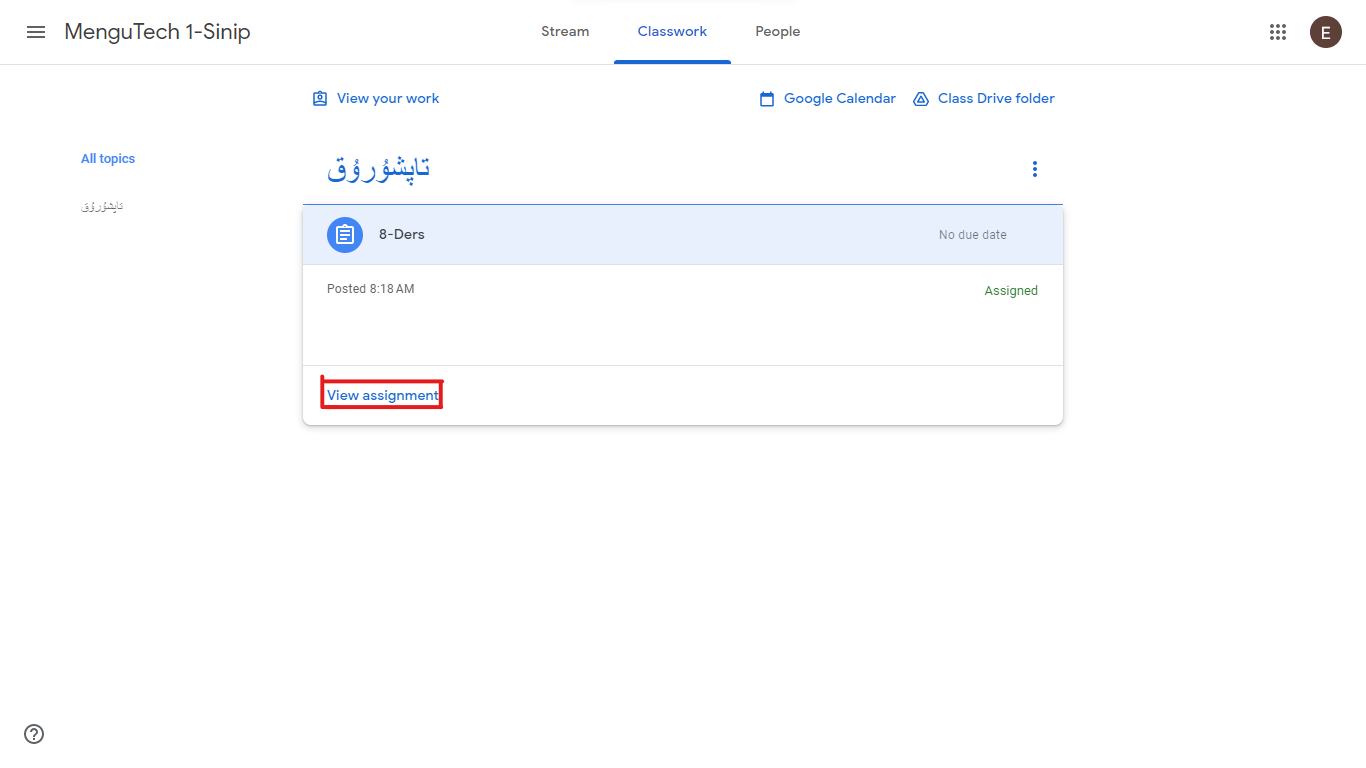 MenguTech 1-Sinip
Stream
Classwork
People
E
View your work
Google Calendar
Class Drive folder
All topics
تاپشۇرۇق
تاپشۇرۇق
8-Ders
No due date
Posted 8:18 AM
Assigned
View assignment